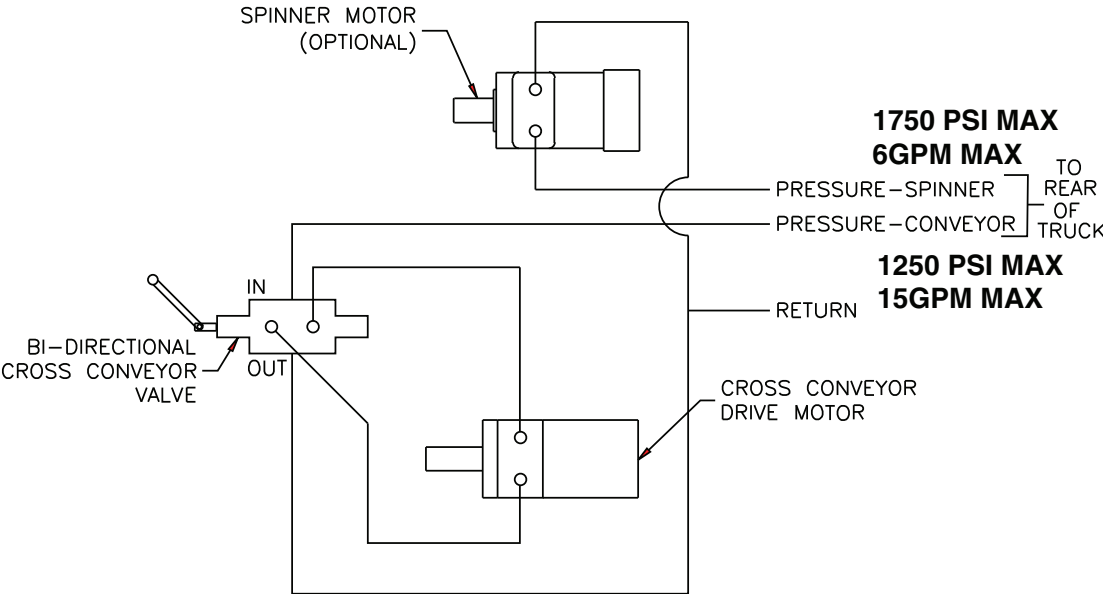 SPINNER MOTOR
(OPTIONAL)
1750 PSI MAX
6GPM MAX
PRESSURE-SPINNER
PRESSURE-CONVEYOR
TO
REAR
OF
TRUCK
1250 PSI MAX
15GPM MAX
RETURN
IN
OUT
BI-DIRECTIONAL
CROSS CONVEYOR
VALVE
CROSS CONVEYOR
DRIVE MOTOR